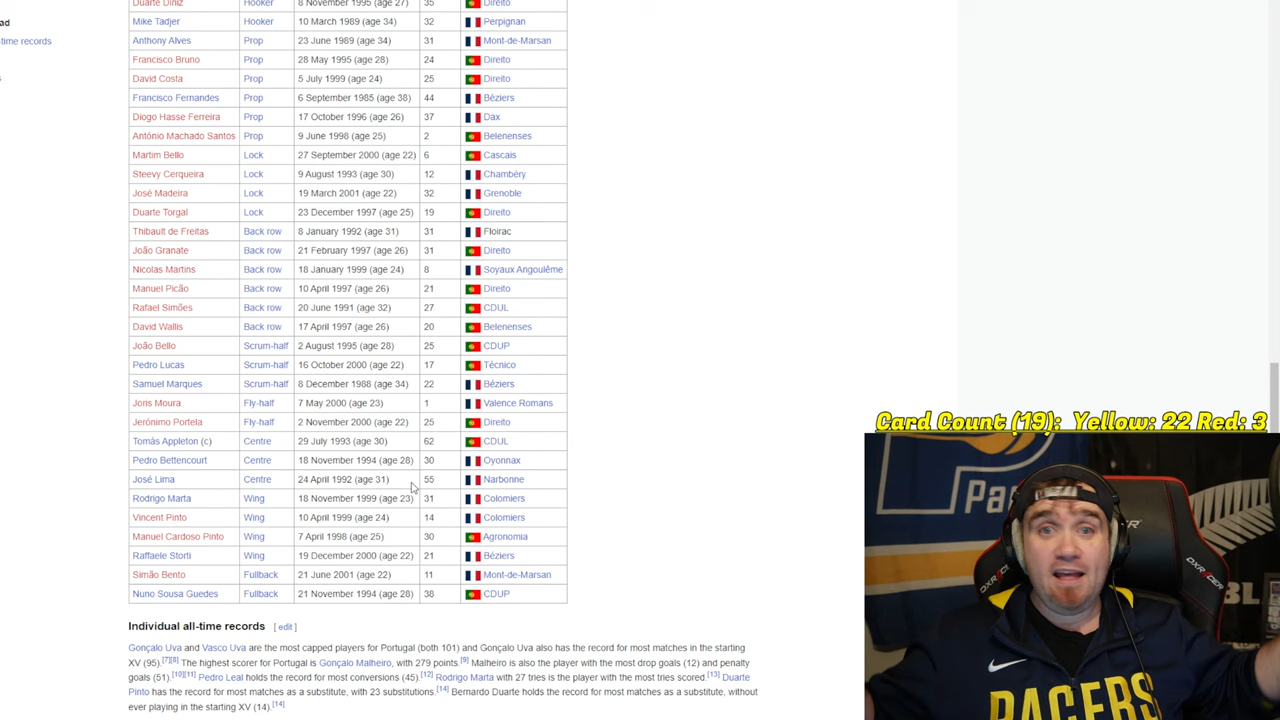 ad
-time records
s
Duarte Diniz Hooker 8 November 1995 (age 27) 35 Direito
Mike Tadjer Hooker 10 March 1989 (age 34) 32 Perpignan
Anthony Alves Prop 23 June 1989 (age 34) 31 Mont-de-Marsan
Francisco Bruno Prop 28 May 1995 (age 28) 24 Direito
David Costa Prop 5 July 1999 (age 24) 25 Direito
Francisco Fernandes Prop 6 September 1985 (age 38) 44 Béziers
Diogo Hasse Ferreira Prop 17 October 1996 (age 26) 37 Dax
António Machado Santos Prop 9 June 1998 (age 25) 2 Belenenses
Martim Bello Lock 27 September 2000 (age 22) 6 Cascais
Steevy Cerqueira Lock 9 August 1993 (age 30) 12 Chambéry
José Madeira Lock 19 March 2001 (age 22) 32 Grenoble
Duarte Torgal Lock 23 December 1997 (age 25) 19 Direito
Thibault de Freitas Back row 8 January 1992 (age 31) 31 Floirac
João Granate Back row 21 February 1997 (age 26) 31 Direito
Nicolas Martins Back row 18 January 1999 (age 24) 8 Soyaux Angoulême
Manuel Picão Back row 10 April 1997 (age 26) 21 Direito
Rafael Simões Back row 20 June 1991 (age 32) 27 CDUL
David Wallis Back row 17 April 1997 (age 26) 20 Belenenses
João Bello Scrum-half 2 August 1995 (age 28) 25 CDUP
Pedro Lucas Scrum-half 16 October 2000 (age 22) 17 Técnico
Samuel Marques Scrum-half 8 December 1988 (age 34) 22 Béziers
Joris Moura Fly-half 7 May 2000 (age 23) 1 Valence Romans
Jerónimo Portela Fly-half 2 November 2000 (age 22) 25 Direito
Tomás Appleton (c) Centre 29 July 1993 (age 30) 62 CDUL
Pedro Bettencourt Centre 18 November 1994 (age 28) 30 Oyonnax
José Lima Centre 24 April 1992 (age 31) 55 Narbonne
Rodrigo Marta Wing 18 November 1999 (age 23) 31 Colomiers
Vincent Pinto Wing 10 April 1999 (age 24) 14 Colomiers
Manuel Cardoso Pinto Wing 7 April 1998 (age 25) 30 Agronomia
Raffaele Storti Wing 19 December 2000 (age 22) 21 Béziers
Simão Bento Fullback 21 June 2001 (age 22) 11 Mont-de-Marsan
Nuno Sousa Guedes Fullback 21 November 1994 (age 28) 38 CDUP
Individual all-time records [ edit ]
Gonçalo Uva and Vasco Uva are the most capped players for Portugal (both 101) and Gonçalo Uva also has the record for most matches in the starting
XV (95).[7][8] The highest scorer for Portugal is Gonçalo Malheiro, with 279 points.[9] Malheiro is also the player with the most drop goals (12) and penalty
goals (51).[10][11] Pedro Leal holds the record for most conversions (45).[12] Rodrigo Marta with 27 tries is the player with the most tries scored.[13] Duarte
Pinto has the record for most matches as a substitute, with 23 substitutions.[14] Bernardo Duarte holds the record for most matches as a substitute, without
ever playing in the starting XV (14).[14]
Card Count (19): Yellow: 22 Red: 3
Pa
DXRACER
DXRACER
BL
PACERS